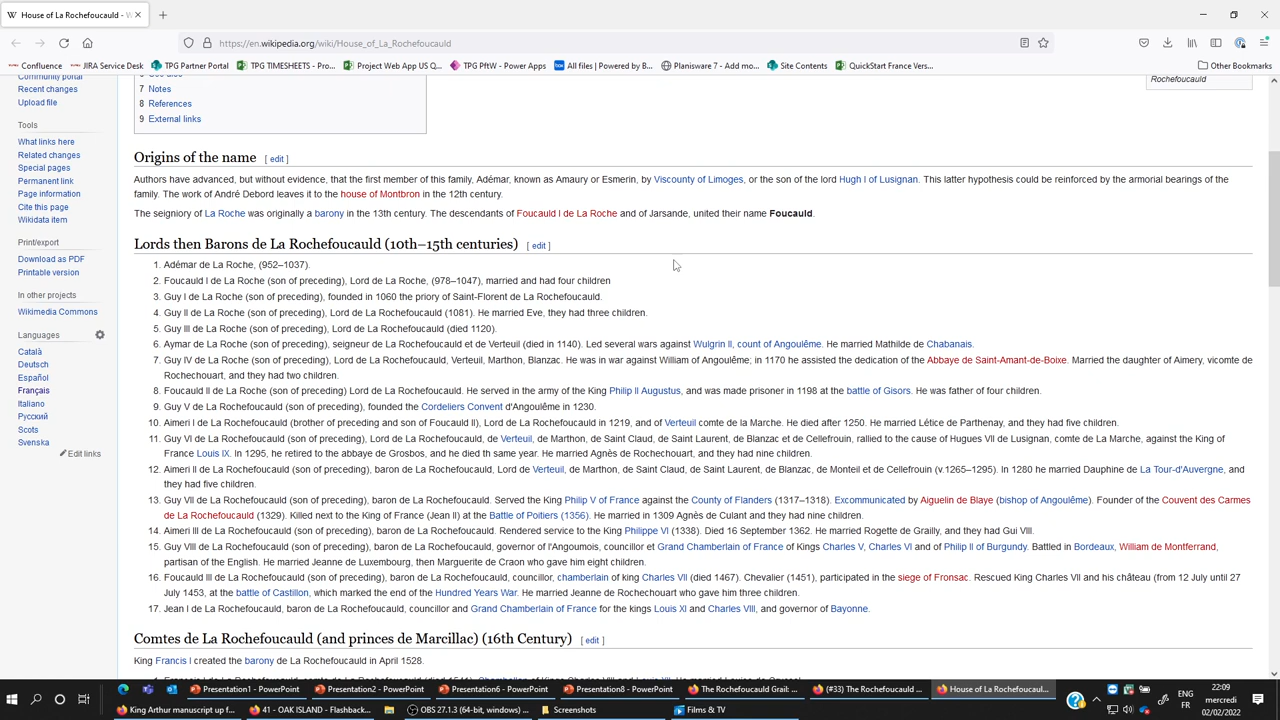 House of La Rochefoucauld - W
https://en.wikipedia.org/wiki/House_of_La_Rochefoucauld
Confluence JIRA Service Desk TPG Partner Portal TPG TIMESHEETS - Pro... Project Web App US Q... TPG PftW - Power Apps All files | Powered by B... Planisware 7 - Add mo... Site Contents QuickStart France Vers... Other Bookmarks
Community portal
Recent changes
Upload file
Tools
What links here
Related changes
Special pages
Permanent link
Page information
Cite this page
Wikidata item
Print/export
Download as PDF
Printable version
In other projects
Wikimedia Commons
Languages
Català
Deutsch
Español
Français
Italiano
Русский
Scots
Svenska
Edit links
6 See also
7 Notes
8 References
9 External links
Rochefoucauld
Origins of the name [ edit ]
Authors have advanced, but without evidence, that the first member of this family, Adémar, known as Amaury or Esmerin, by Viscounty of Limoges, or the son of the lord Hugh I of Lusignan. This latter hypothesis could be reinforced by the armorial bearings of the
family. The work of André Debord leaves it to the house of Montbron in the 12th century.
The seigniory of La Roche was originally a barony in the 13th century. The descendants of Foucauld I de La Roche and of Jarsande, united their name Foucauld.
Lords then Barons de La Rochefoucauld (10th–15th centuries) [ edit ]
1. Adémar de La Roche, (952–1037).
2. Foucauld I de La Roche (son of preceding), Lord de La Roche, (978–1047), married and had four children
3. Guy I de La Roche (son of preceding), founded in 1060 the priory of Saint-Florent de La Rochefoucauld.
4. Guy II de La Roche (son of preceding), Lord de La Rochefoucauld (1081). He married Eve, they had three children.
5. Guy III de La Roche (son of preceding), Lord de La Rochefoucauld (died 1120).
6. Aymar de La Roche (son of preceding), seigneur de La Rochefoucauld et de Verteuil (died in 1140). Led several wars against Wulgrin II, count of Angoulême. He married Mathilde de Chabanais.
7. Guy IV de La Roche (son of preceding), Lord de La Rochefoucauld, Verteuil, Marthon, Blanzac. He was in war against William of Angoulême; in 1170 he assisted the dedication of the Abbaye de Saint-Amant-de-Boixe. Married the daughter of Aimery, vicomte de
Rochechouart, and they had two children.
8. Foucauld II de La Roche (son of preceding) Lord de La Rochefoucauld. He served in the army of the King Philip II Augustus, and was made prisoner in 1198 at the battle of Gisors. He was father of four children.
9. Guy V de La Rochefoucauld (son of preceding), founded the Cordeliers Convent d'Angoulême in 1230.
10. Aimeri I de La Rochefoucauld (brother of preceding and son of Foucauld II), Lord de La Rochefoucauld in 1219, and of Verteuil comte de la Marche. He died after 1250. He married Létice de Parthenay, and they had five children.
11. Guy VI de La Rochefoucauld (son of preceding), Lord de La Rochefoucauld, de Verteuil, de Marthon, de Saint Claud, de Saint Laurent, de Blanzac et de Cellefrouin, rallied to the cause of Hugues VII de Lusignan, comte de La Marche, against the King of
France Louis IX. In 1295, he retired to the abbaye de Grosbos, and he died th same year. He married Agnès de Rochechouart, and they had nine children.
12. Aimeri II de La Rochefoucauld (son of preceding), baron de La Rochefoucauld, Lord de Verteuil, de Marthon, de Saint Claud, de Saint Laurent, de Blanzac, de Monteil et de Cellefrouin (v.1265–1295). In 1280 he married Dauphine de La Tour-d'Auvergne, and
they had five children.
13. Guy VII de La Rochefoucauld (son of preceding), baron de La Rochefoucauld. Served the King Philip V of France against the County of Flanders (1317–1318). Excommunicated by Aiguelin de Blaye (bishop of Angoulême). Founder of the Couvent des Carmes
de La Rochefoucauld (1329). Killed next to the King of France (Jean II) at the Battle of Poitiers (1356). He married in 1309 Agnès de Culant and they had nine children.
14. Aimeri III de La Rochefoucauld (son of preceding), baron de La Rochefoucauld. Rendered service to the King Philippe VI (1338). Died 16 September 1362. He married Rogette de Grailly, and they had Gui VIII.
15. Guy VIII de La Rochefoucauld (son of preceding), baron de La Rochefoucauld, governor of l'Angoumois, councillor et Grand Chamberlain of France of Kings Charles V, Charles VI and of Philip II of Burgundy. Battled in Bordeaux, William de Montferrand,
partisan of the English. He married Jeanne de Luxembourg, then Marguerite de Craon who gave him eight children.
16. Foucauld III de La Rochefoucauld (son of preceding), baron de La Rochefoucauld, councillor, chamberlain of king Charles VII (died 1467). Chevalier (1451), participated in the siege of Fronsac. Rescued King Charles VII and his château (from 12 July until 27
July 1453, at the battle of Castillon, which marked the end of the Hundred Years War. He married Jeanne de Rochechouart who gave him three children.
17. Jean I de La Rochefoucauld, baron de La Rochefoucauld, councillor and Grand Chamberlain of France for the kings Louis XI and Charles VIII, and governor of Bayonne.
Comtes de La Rochefoucauld (and princes de Marcillac) (16th Century) [ edit ]
King Francis I created the barony de La Rochefoucauld in April 1528.
Presentation1 - PowerPoint Presentation2 - PowerPoint Presentation6 - PowerPoint Presentation8 - PowerPoint The Rochefoucauld Grail: ... (#33) The Rochefoucauld ... House of La Rochefoucaul...
King Arthur manuscript up f... 41 - OAK ISLAND - Flashback... OBS 27.1.3 (64-bit, windows) ... Screenshots Films & TV
ENG
FR
22:09
mercredi
02/02/2022